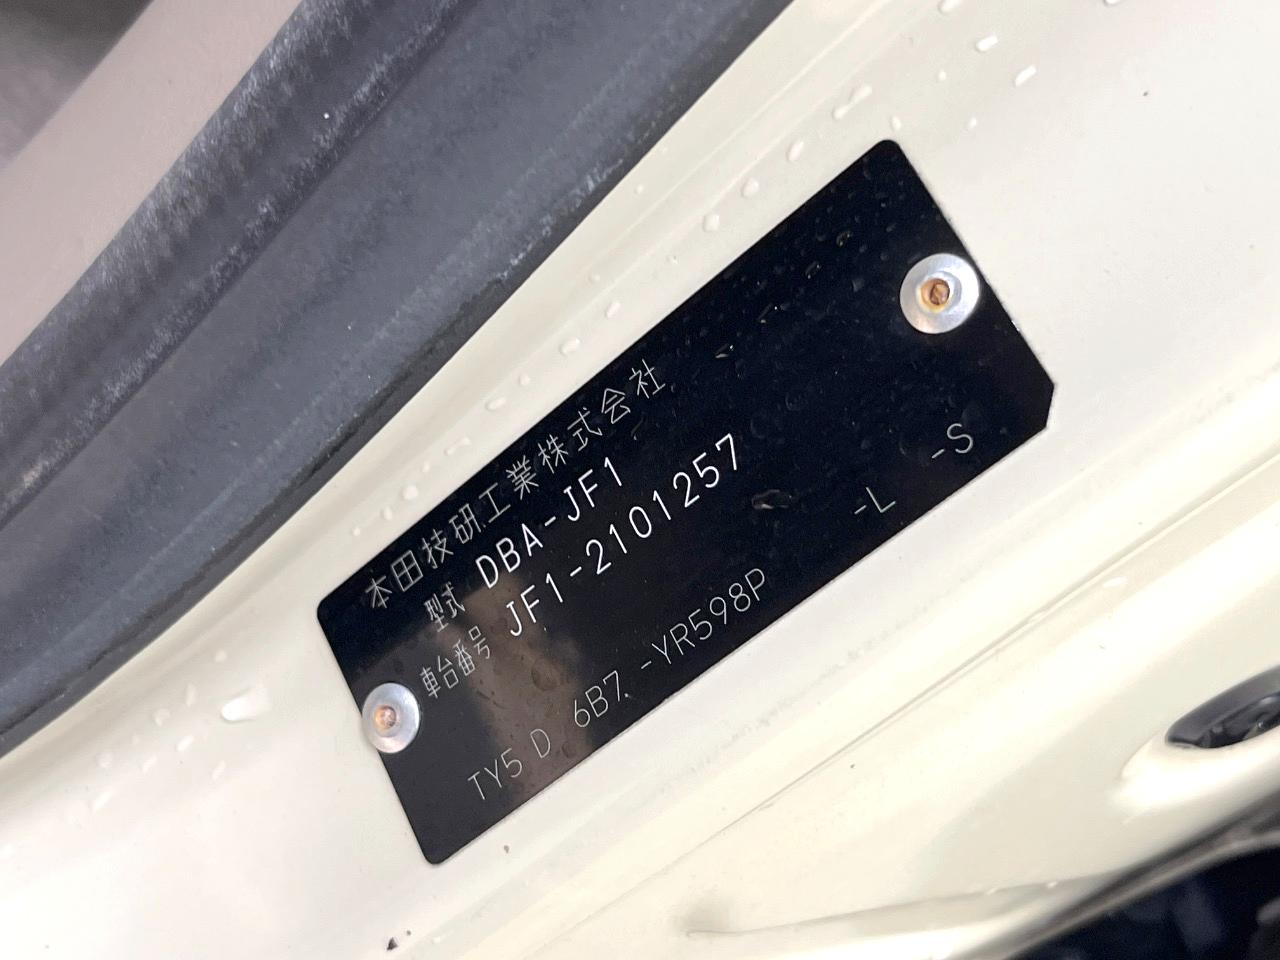 本田技研工業株式会社
型式 DBA-JF1
車台番号 JF1-2101257
TY5 D 6B7 -YR598P -L -S